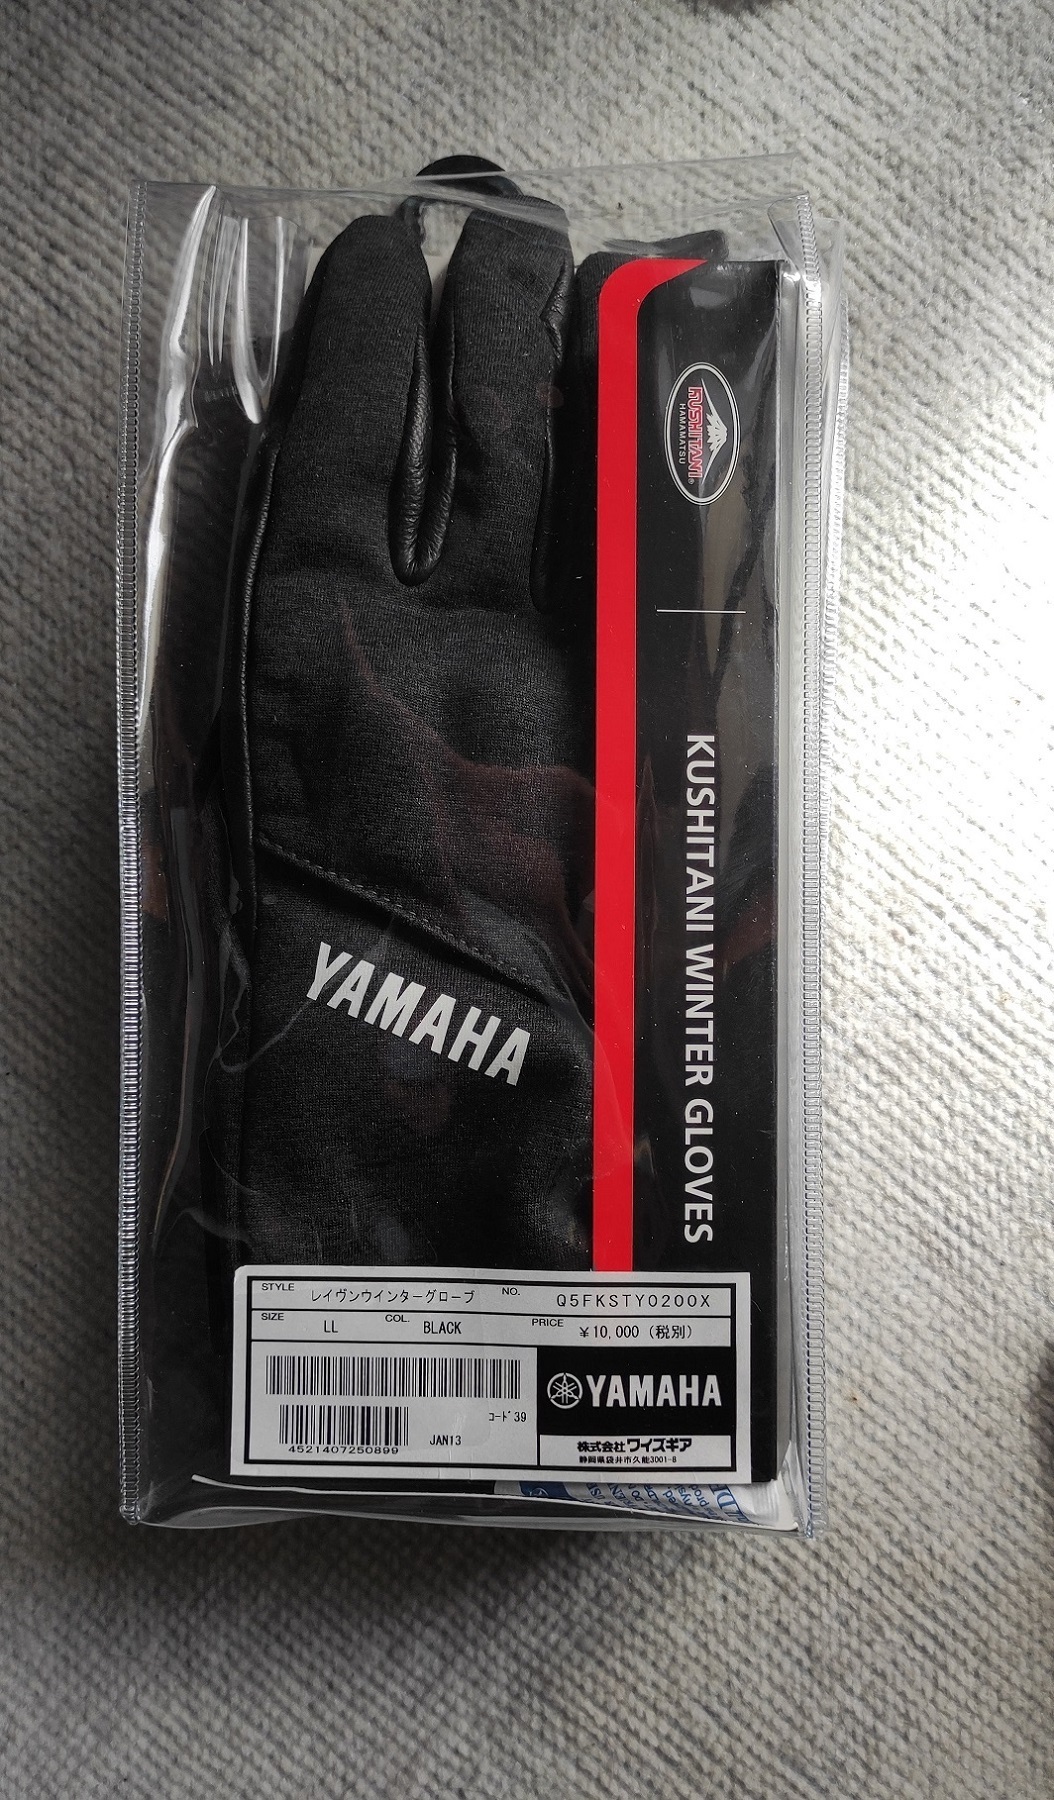 KUSHITANI®
HAMAMATSU
KUSHITANI WINTER GLOVES
YAMAHA
STYLE レイヴンウインターグローブ NO. Q5FKSTY0200X
SIZE LL COL. BLACK PRICE ￥10,000 (税別)
コード39
4521407250899 JAN13
YAMAHA
株式会社ワイズギア
静岡県袋井市久能3001-8